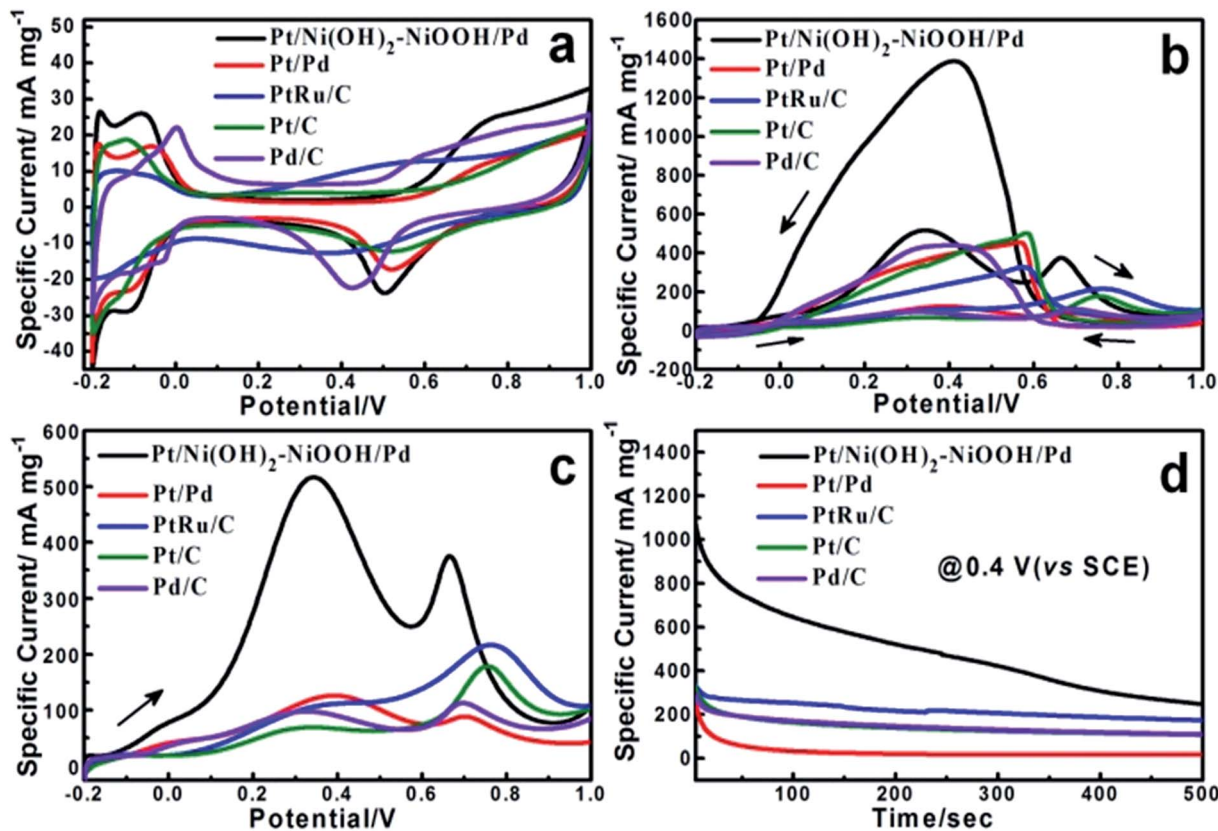 a
Specific Current/ mA mg⁻¹
50
40
30
20
10
0
-10
-20
-30
-40
Pt/Ni(OH)₂-NiOOH/Pd
Pt/Pd
PtRu/C
Pt/C
Pd/C
-0.2 0.0 0.2 0.4 0.6 0.8 1.0
Potential/V
b
Specific Current/ mA mg⁻¹
1600
1400
1200
1000
800
600
400
200
0
-200
Pt/Ni(OH)₂-NiOOH/Pd
Pt/Pd
PtRu/C
Pt/C
Pd/C
-0.2 0.0 0.2 0.4 0.6 0.8 1.0
Potential/V
c
Specific Current/ mA mg⁻¹
600
500
400
300
200
100
0
Pt/Ni(OH)₂-NiOOH/Pd
Pt/Pd
PtRu/C
Pt/C
Pd/C
-0.2 0.0 0.2 0.4 0.6 0.8 1.0
Potential/V
d
Specific Current/ mA mg⁻¹
1400
1200
1000
800
600
400
200
0
Pt/Ni(OH)₂-NiOOH/Pd
Pt/Pd
PtRu/C
Pt/C
Pd/C
@0.4 V(vs SCE)
100 200 300 400 500
Time/sec